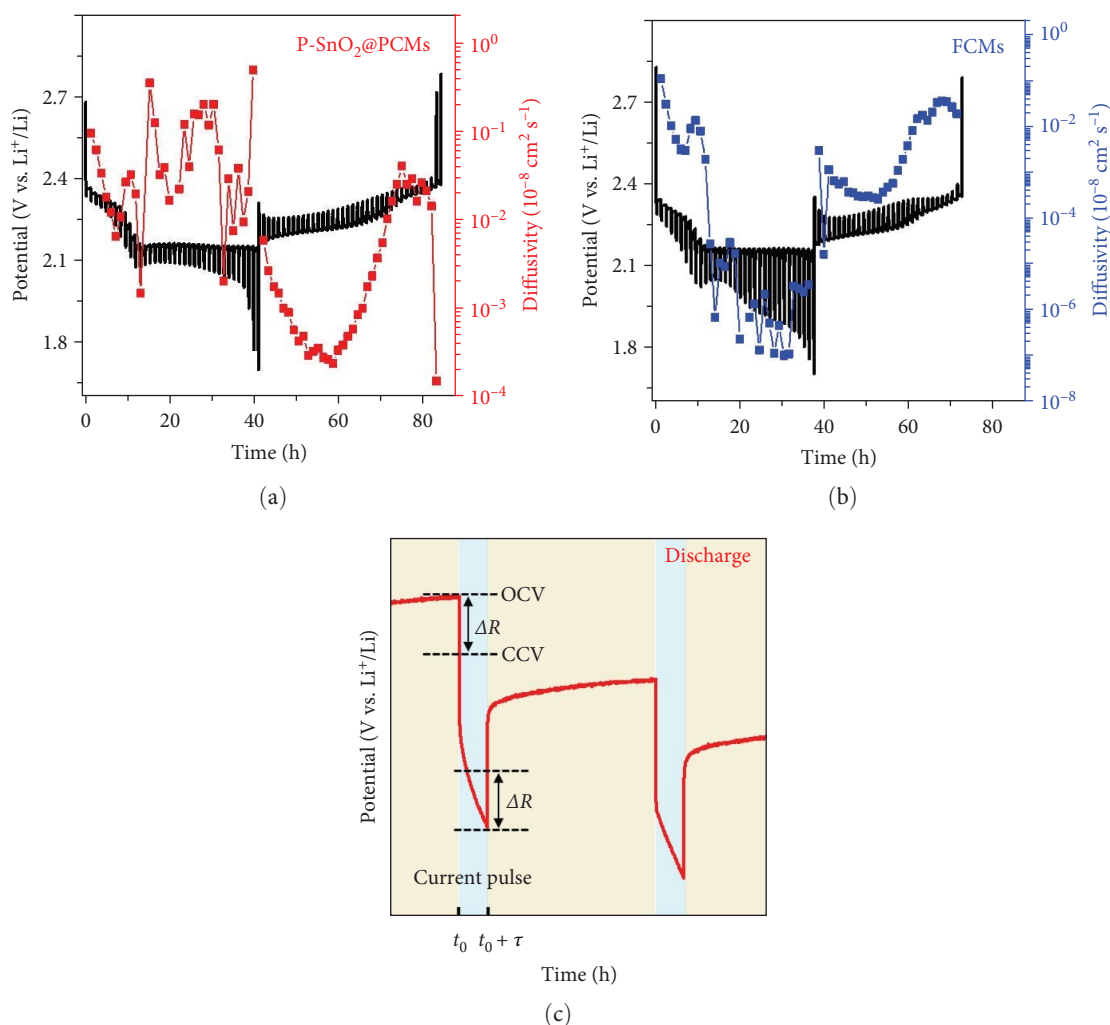 P-SnO₂@PCMs
Potential (V vs. Li⁺/Li)
2.7
2.4
2.1
1.8
10⁰
10⁻¹
10⁻²
10⁻³
10⁻⁴
Diffusivity (10⁻⁸ cm² s⁻¹)
0 20 40 60 80
Time (h)
(a)
FCMs
Potential (V vs. Li⁺/Li)
2.7
2.4
2.1
1.8
10⁰
10⁻²
10⁻⁴
10⁻⁶
10⁻⁸
Diffusivity (10⁻⁸ cm² s⁻¹)
0 20 40 60 80
Time (h)
(b)
Discharge
Potential (V vs. Li⁺/Li)
OCV
ΔR
CCV
ΔR
Current pulse
t₀ t₀ + τ
Time (h)
(c)